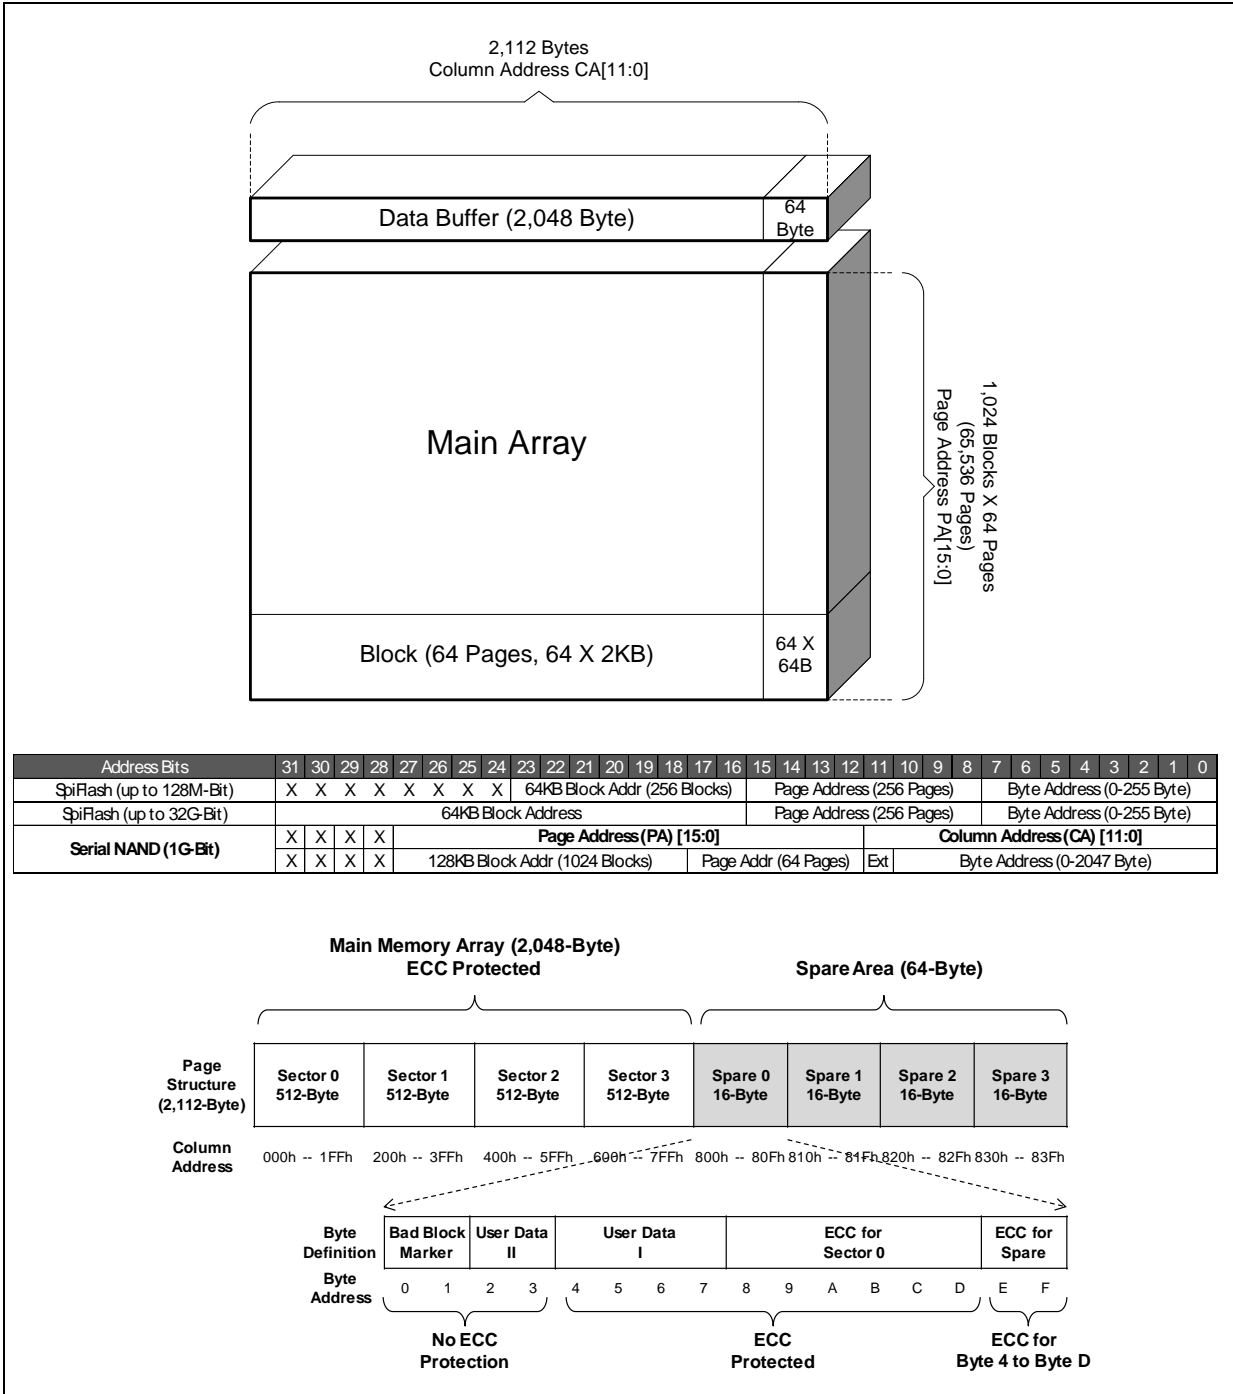 2,112 Bytes
Column Address CA[11:0]
Data Buffer (2,048 Byte)
64
Byte
Main Array
1,024 Blocks X 64 Pages
(65,536 Pages)
Page Address PA[15:0]
Block (64 Pages, 64 X 2KB)
64 X
64B
Address Bits 31 30 29 28 27 26 25 24 23 22 21 20 19 18 17 16 15 14 13 12 11 10 9 8 7 6 5 4 3 2 1 0
SpiFlash (up to 128M-Bit) X X X X X X X X 64KB Block Addr (256 Blocks) Page Address (256 Pages) Byte Address (0-255 Byte)
SpiFlash (up to 32G-Bit) 64KB Block Address Page Address (256 Pages) Byte Address (0-255 Byte)
Serial NAND (1G-Bit) X X X X Page Address (PA) [15:0] Column Address (CA) [11:0]
X X X X 128KB Block Addr (1024 Blocks) Page Addr (64 Pages) Ext Byte Address (0-2047 Byte)
Main Memory Array (2,048-Byte)
ECC Protected
Spare Area (64-Byte)
Page
Structure
(2,112-Byte)
Sector 0
512-Byte
Sector 1
512-Byte
Sector 2
512-Byte
Sector 3
512-Byte
Spare 0
16-Byte
Spare 1
16-Byte
Spare 2
16-Byte
Spare 3
16-Byte
Column
Address
000h -- 1FFh 200h -- 3FFh 400h -- 5FFh 600h -- 7FFh 800h -- 80Fh 810h -- 81Fh 820h -- 82Fh 830h -- 83Fh
Byte
Definition
Bad Block
Marker
User Data
II
User Data
I
ECC for
Sector 0
ECC for
Spare
Byte
Address
0 1 2 3 4 5 6 7 8 9 A B C D E F
No ECC
Protection
ECC
Protected
ECC for
Byte 4 to Byte D